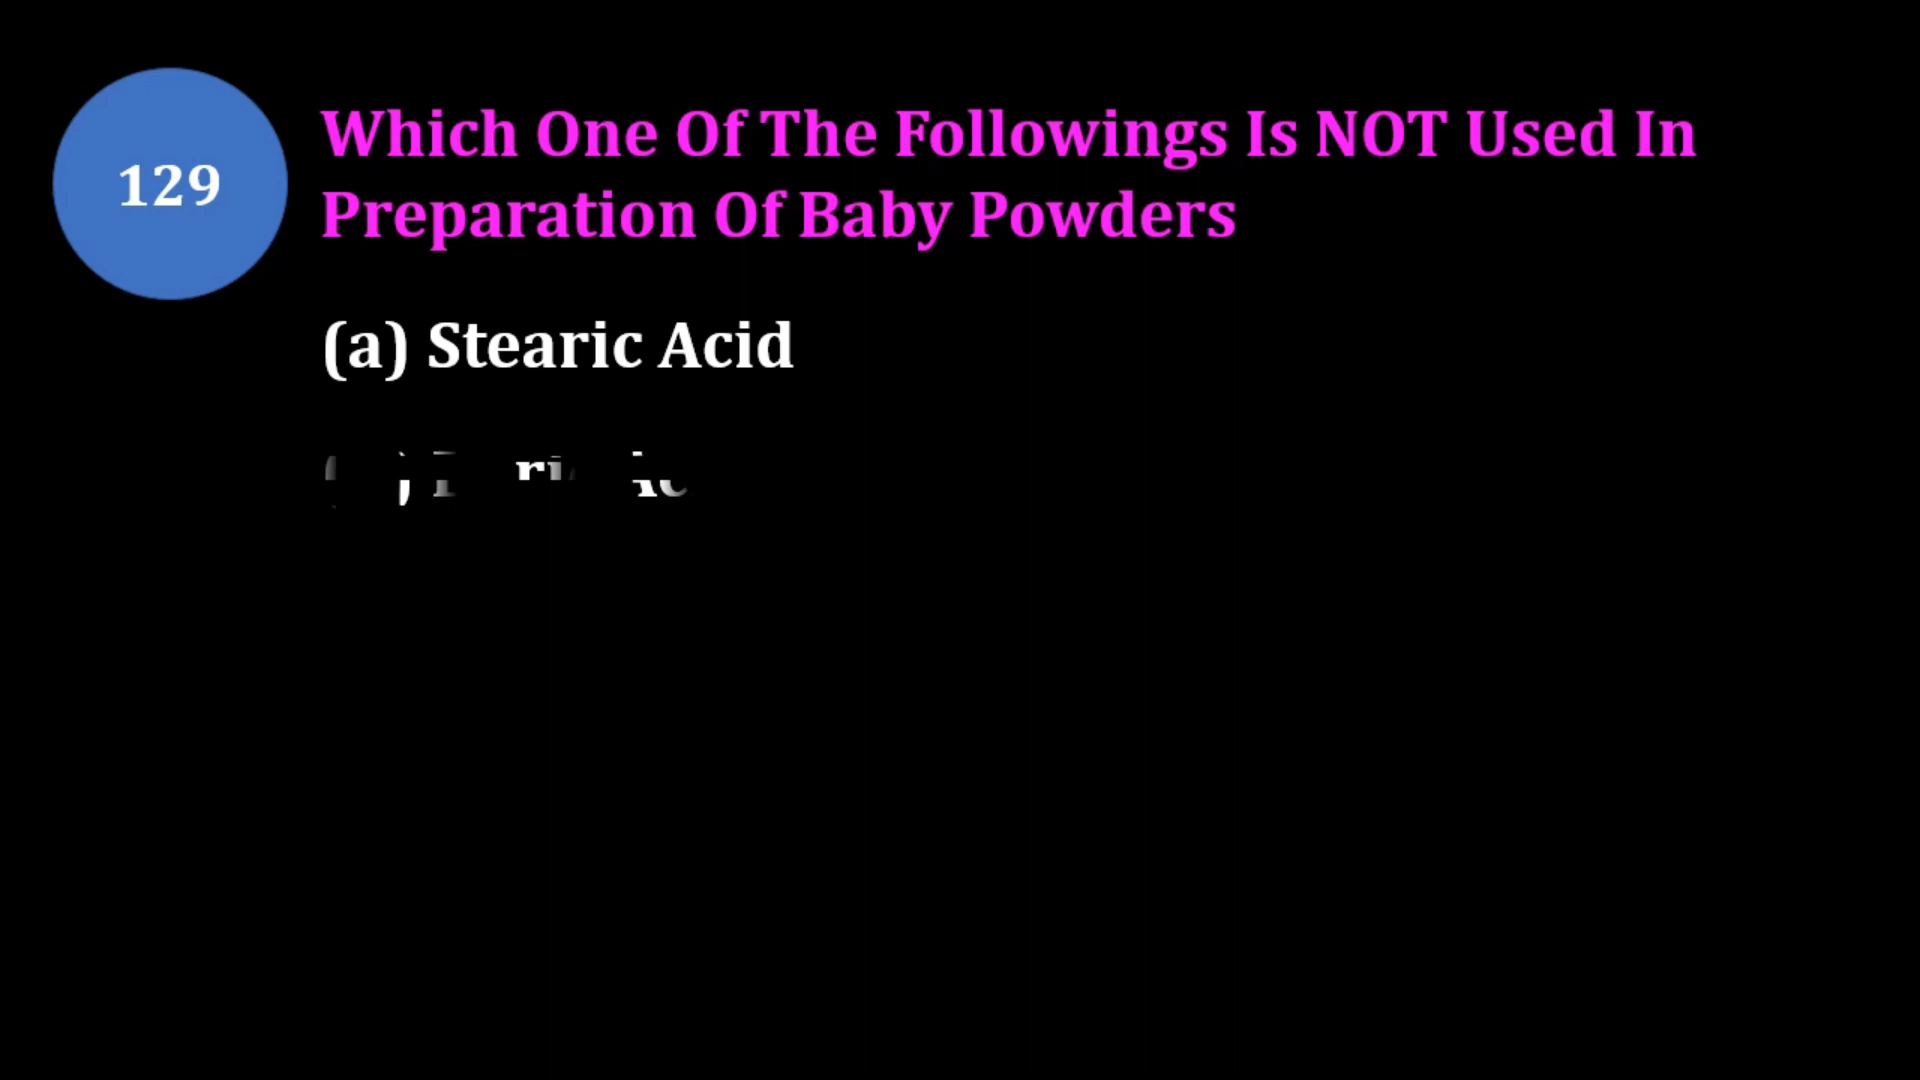 129
Which One Of The Followings Is NOT Used In
Preparation Of Baby Powders
(a) Stearic Acid